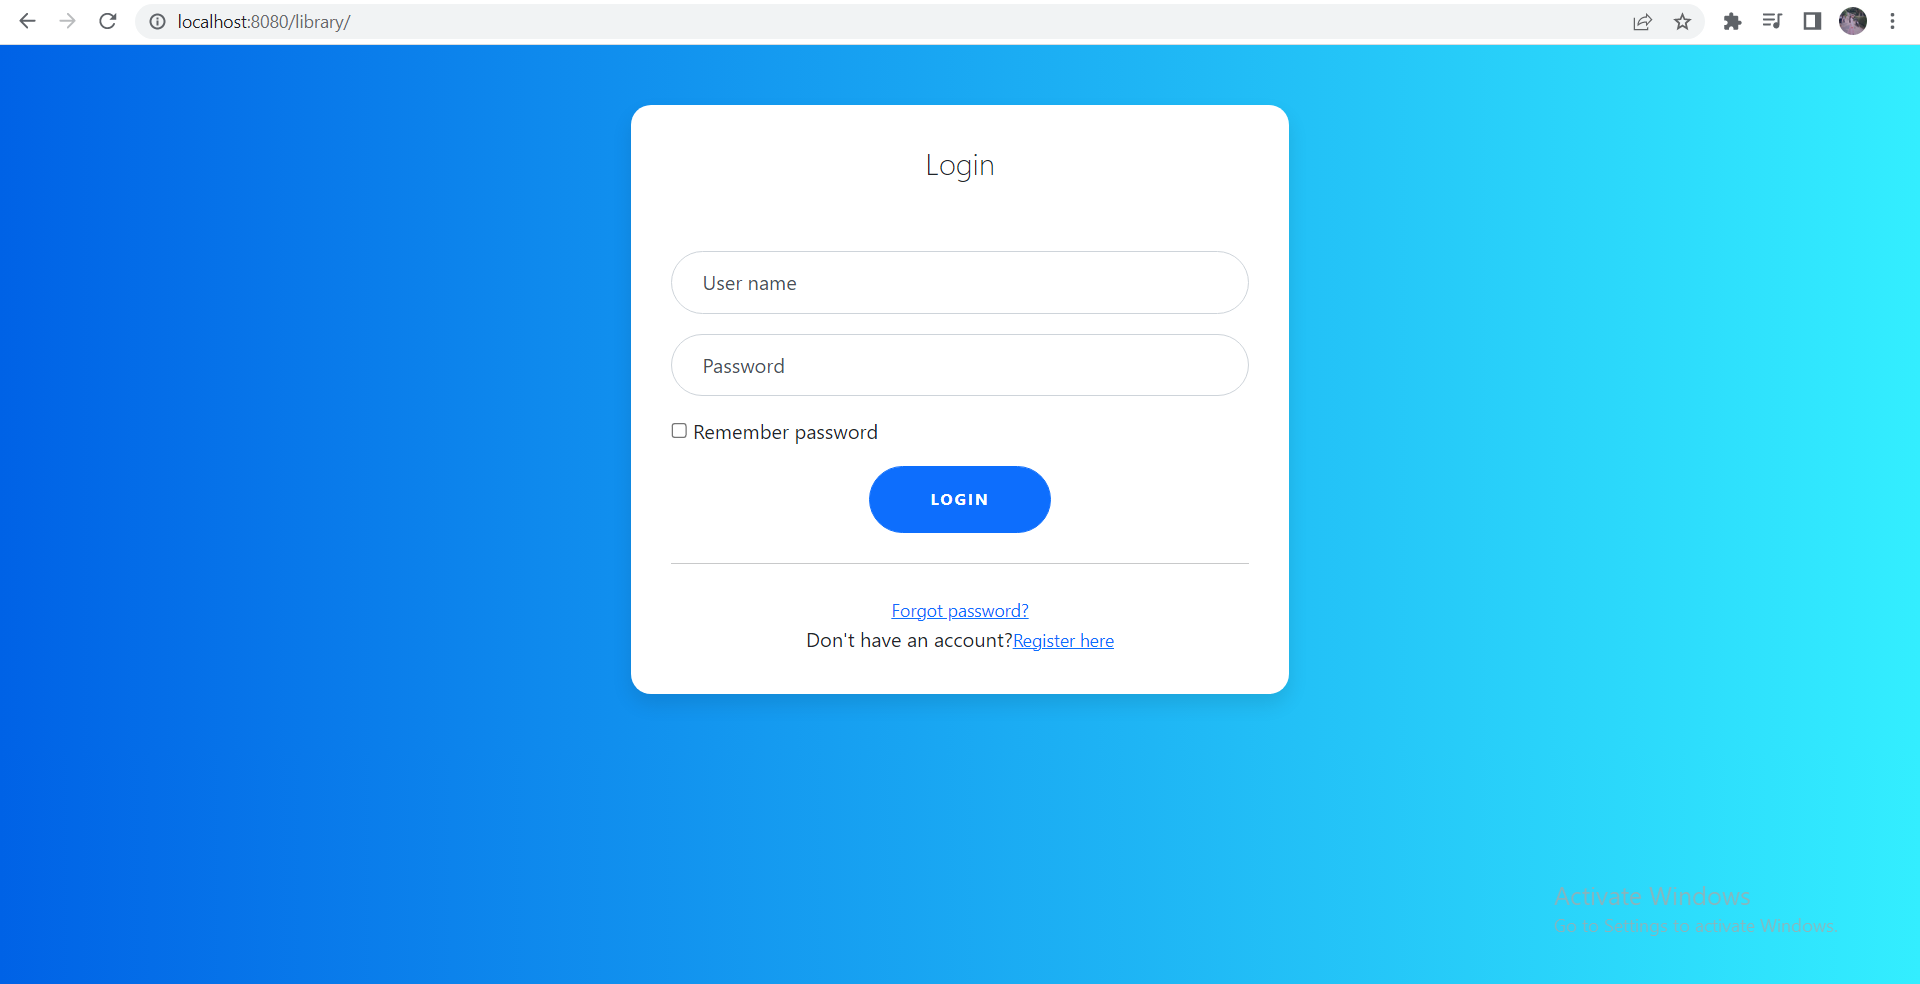 localhost:8080/library/
Login
User name
Password
Remember password
LOGIN
Forgot password?
Don't have an account?Register here
Activate Windows
Go to Settings to activate Windows.